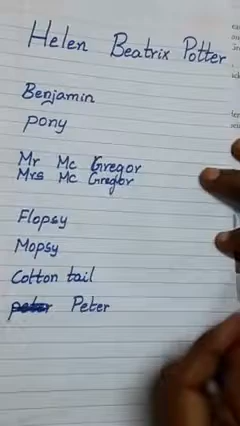 Helen Beatrix Potter
Benjamin
pony
Mr Mc Gregor
Mrs Mc Gregor
Flopsy
Mopsy
Cotton tail
peter Peter